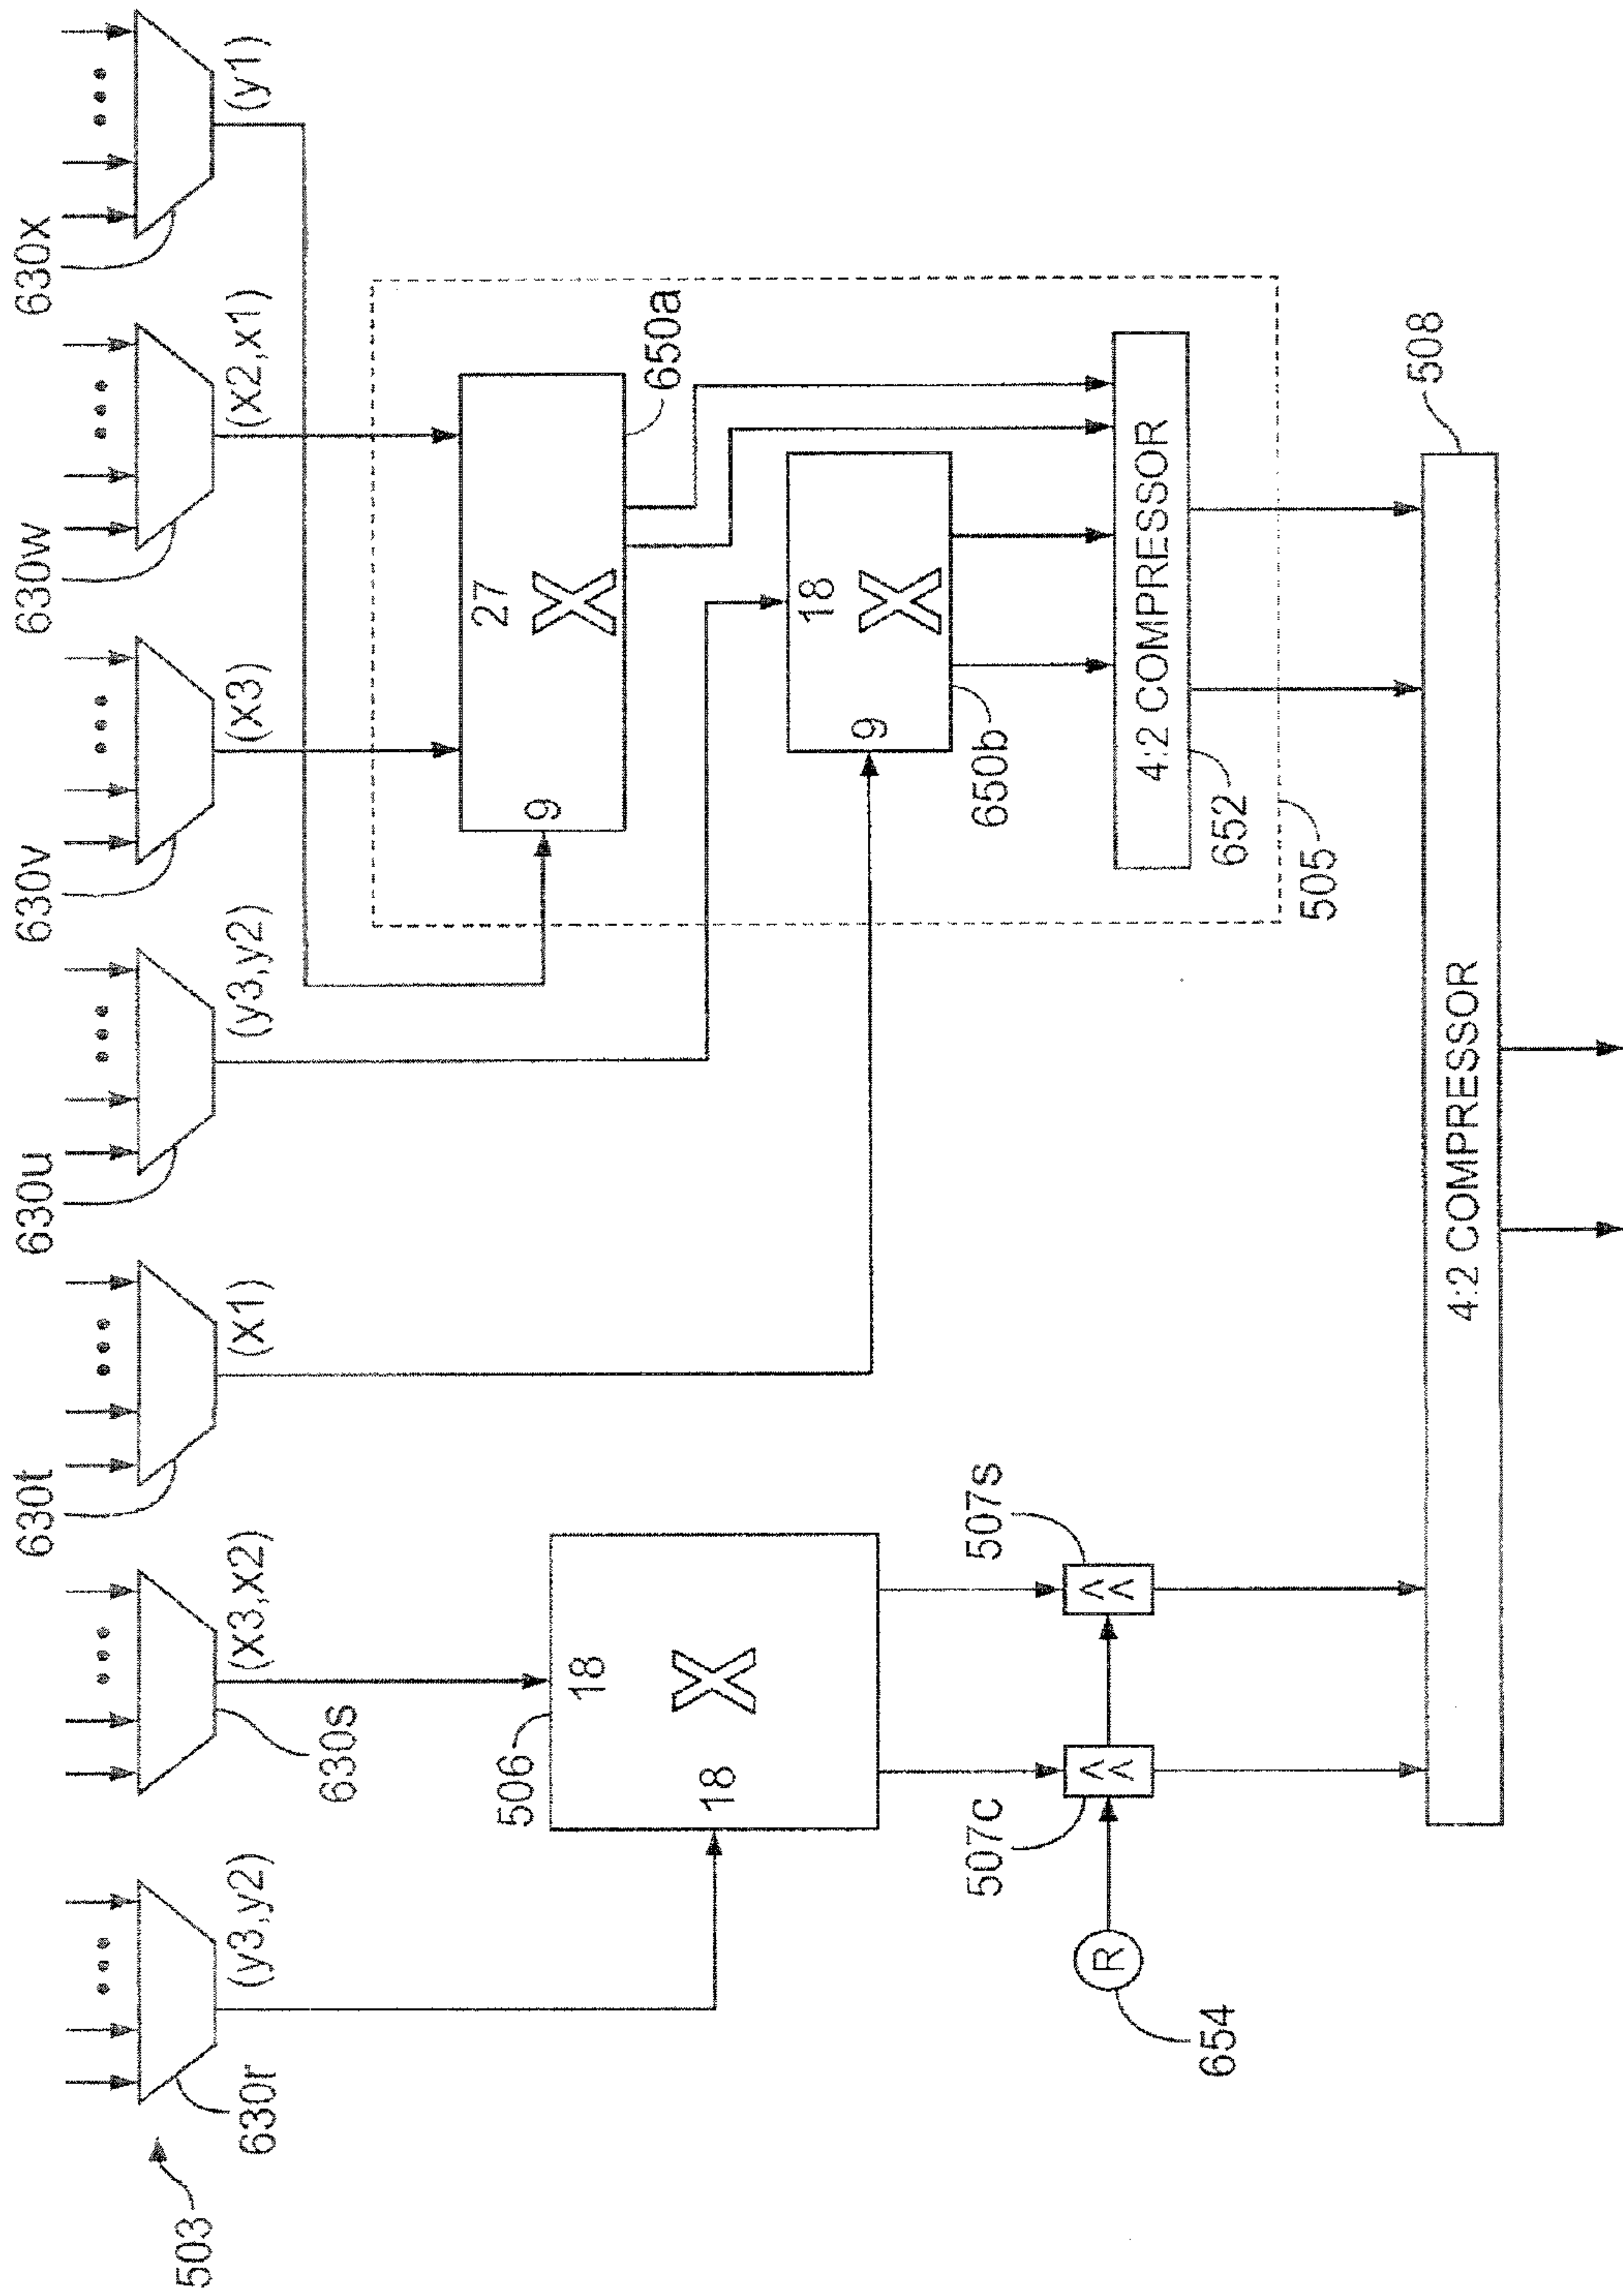 503
630r
630s
630t
630u
630v
630w
630x
(y3,y2)
(x3,x2)
(x1)
(y3,y2)
(x3)
(x2,x1)
(y1)
506
18
18
X
27
9
X
650a
18
9
X
650b
4:2 COMPRESSOR
652
505
654
R
507c
<<
507s
<<
4:2 COMPRESSOR
508